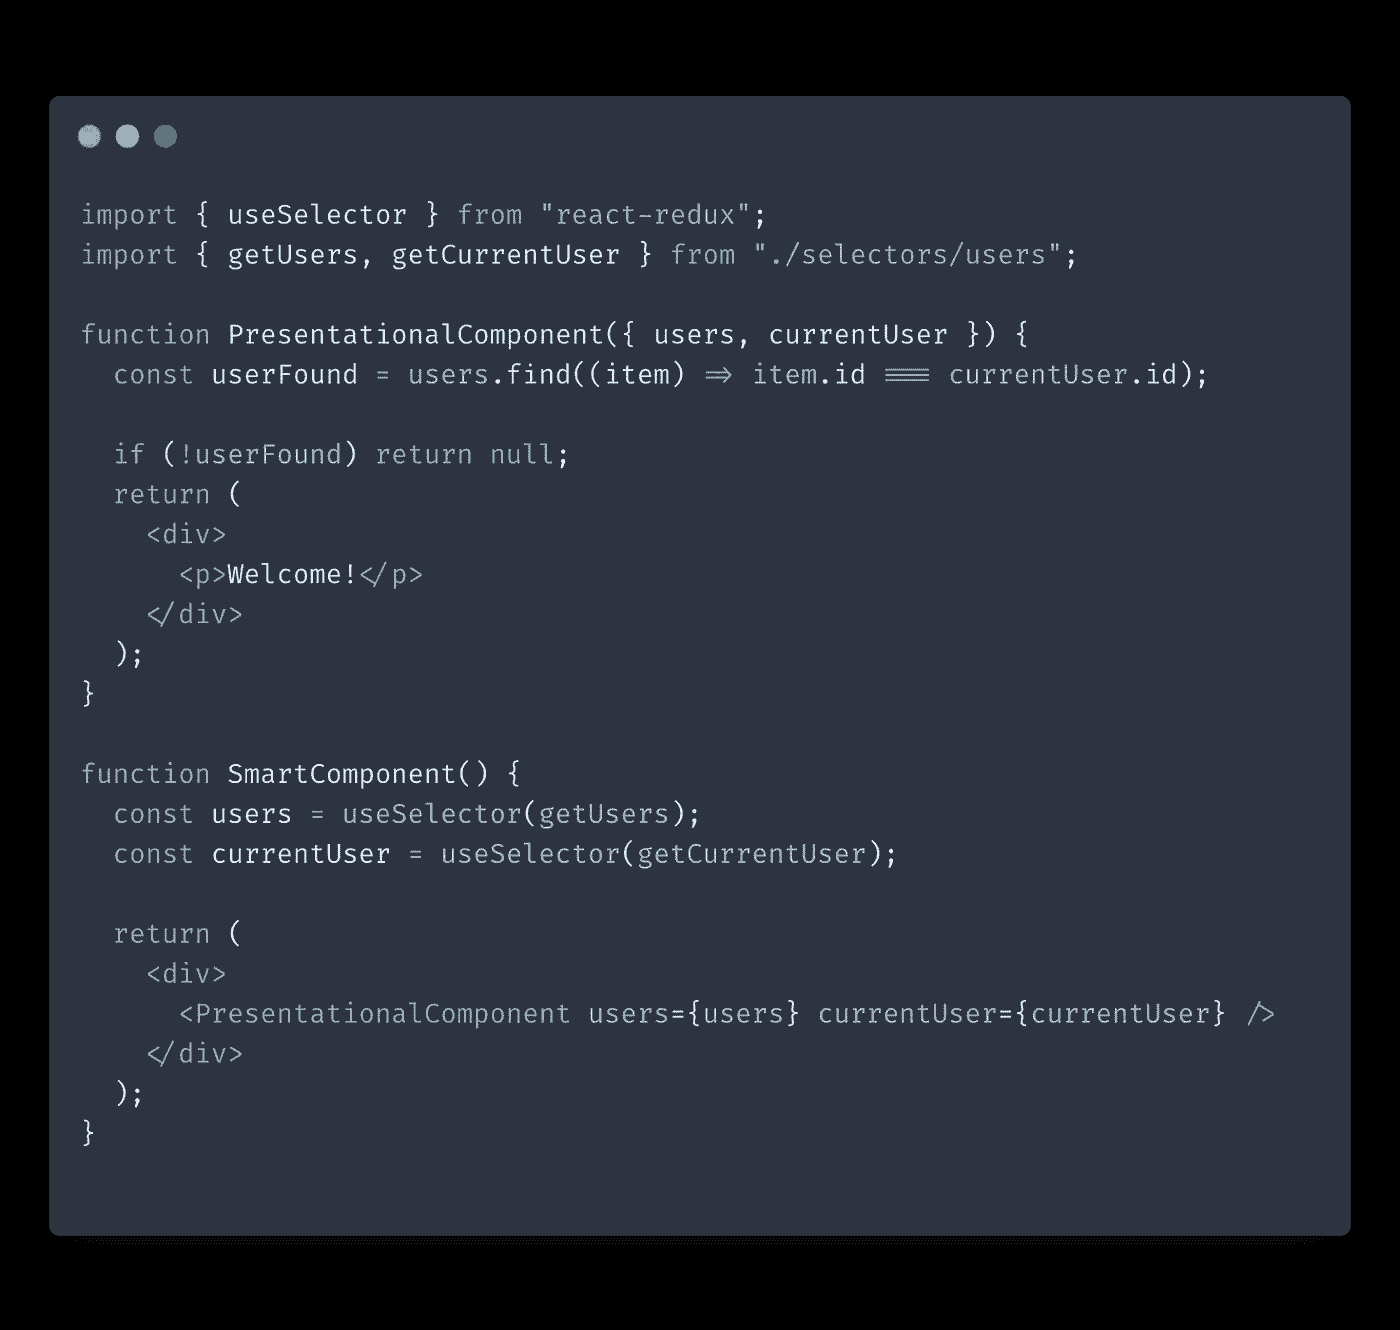 import { useSelector } from "react-redux";
import { getUsers, getCurrentUser } from "./selectors/users";

function PresentationalComponent({ users, currentUser }) {
  const userFound = users.find((item) => item.id === currentUser.id);

  if (!userFound) return null;
  return (
    <div>
      <p>Welcome!</p>
    </div>
  );
}

function SmartComponent() {
  const users = useSelector(getUsers);
  const currentUser = useSelector(getCurrentUser);

  return (
    <div>
      <PresentationalComponent users={users} currentUser={currentUser} />
    </div>
  );
}